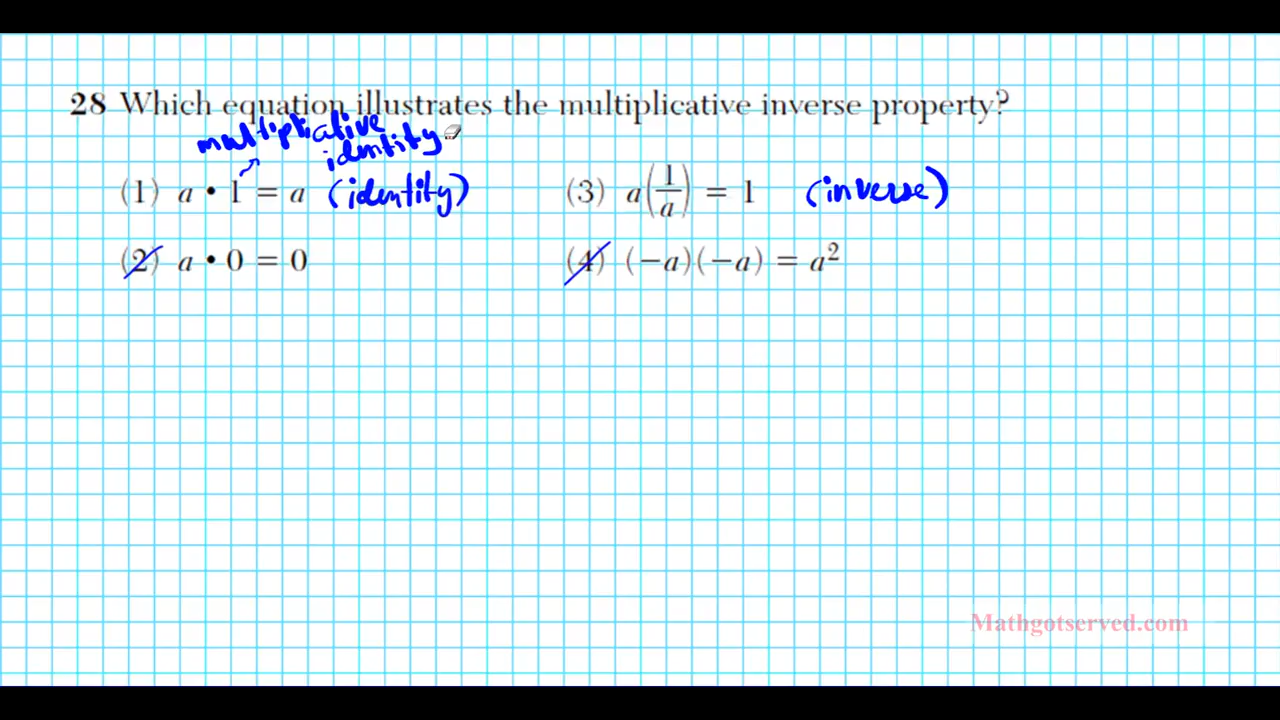 28 Which equation illustrates the multiplicative inverse property?
multiplicative
identity
(1) a • 1 = a (identity)
(3) a(1/a) = 1 (inverse)
(2) a • 0 = 0
(4) (−a)(−a) = a²
Mathgotserved.com